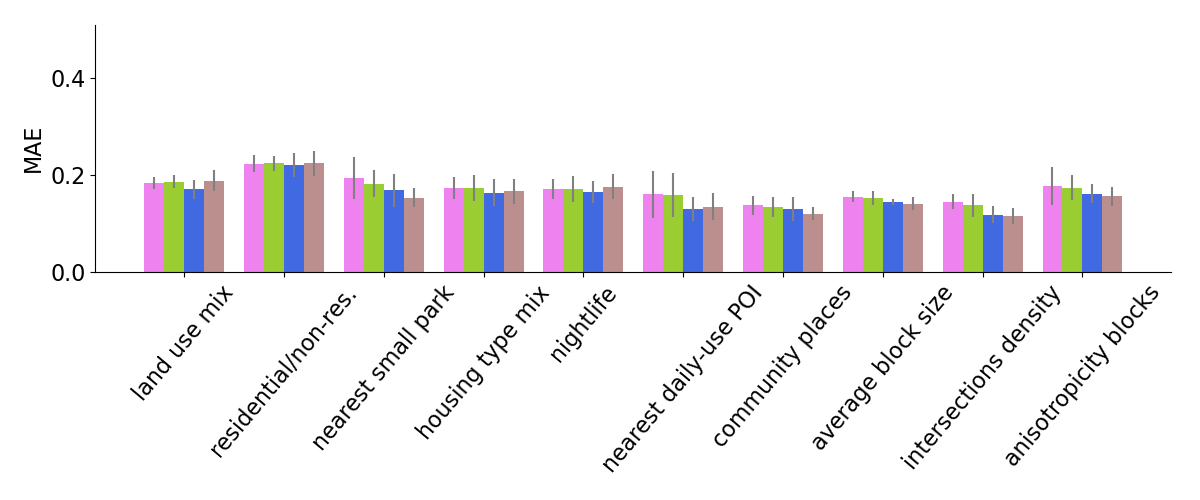 MAE
0.4
0.2
0.0
land use mix
residential/non-res.
nearest small park
housing type mix
nightlife
nearest daily-use POI
community places
average block size
intersections density
anisotropicity blocks